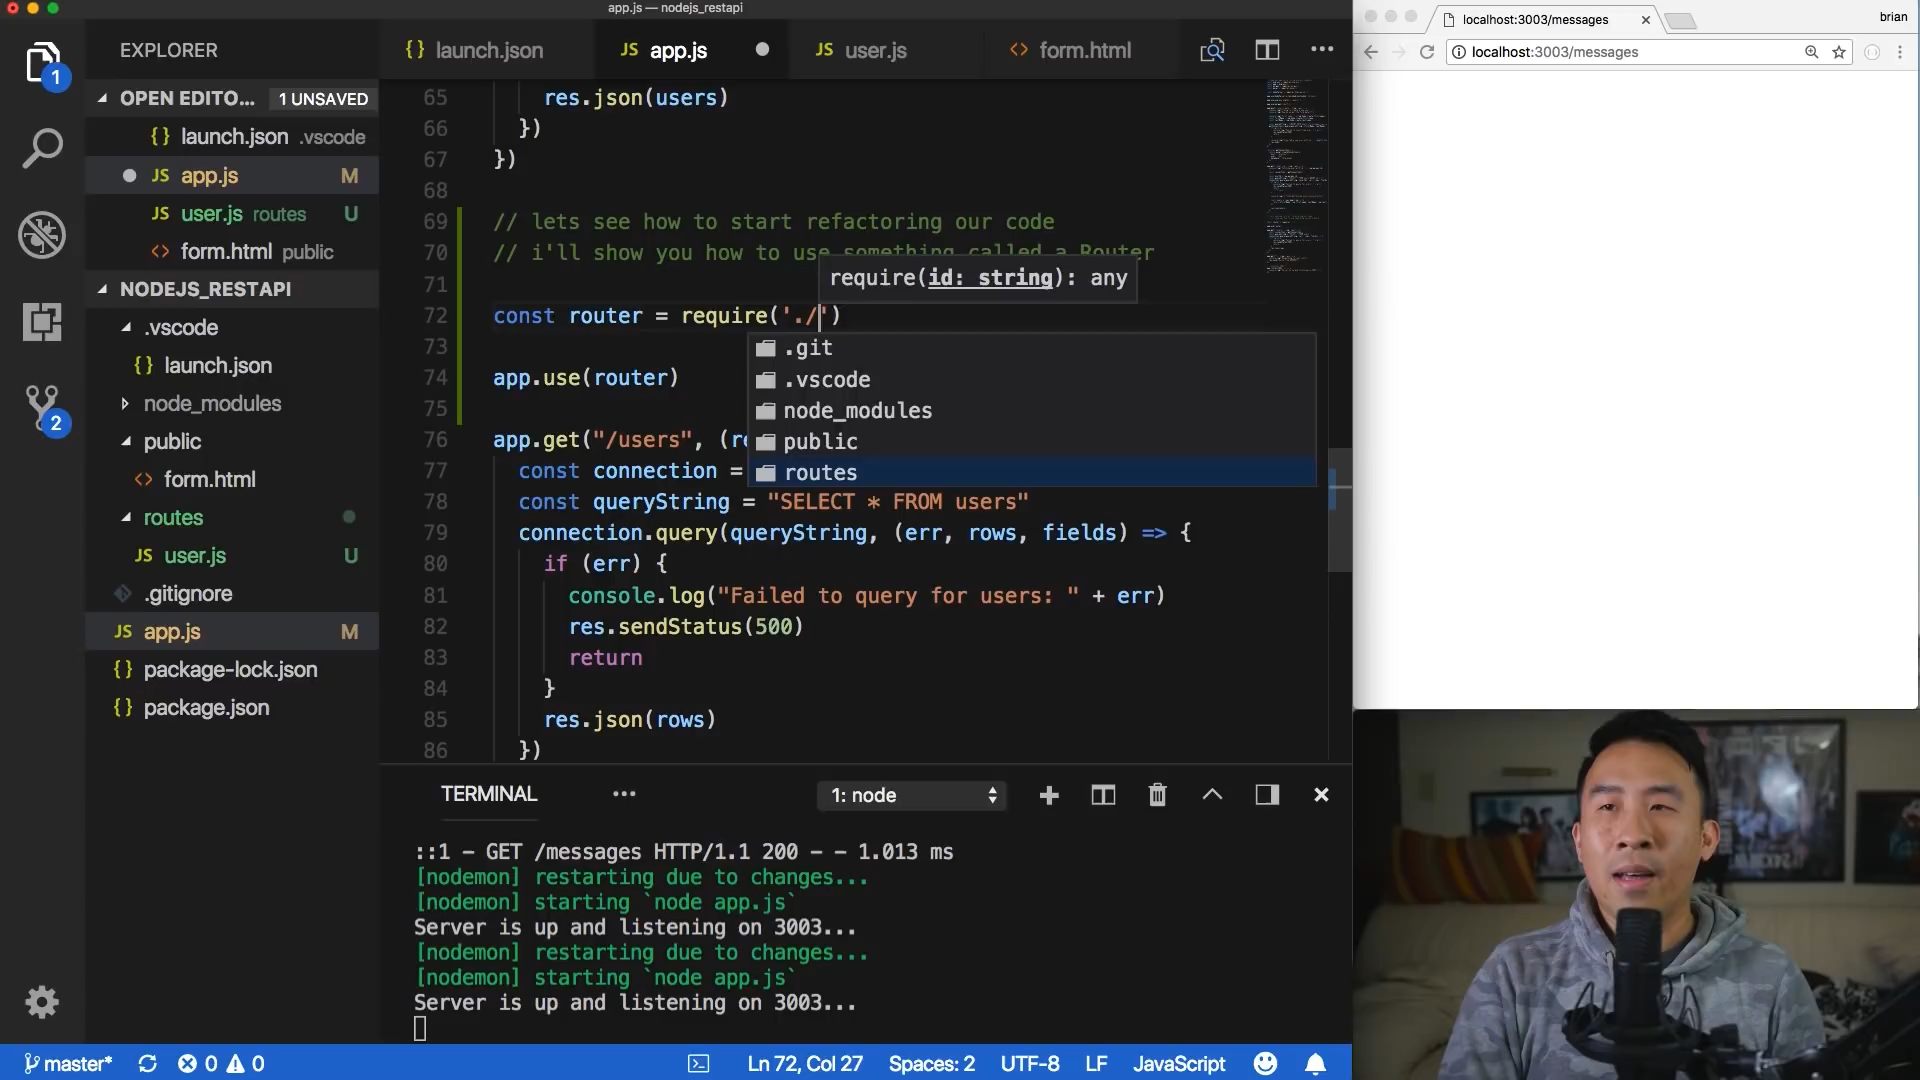 app.js — nodejs_restapi
EXPLORER
OPEN EDITO... 1 UNSAVED
{} launch.json .vscode
JS app.js M
JS user.js routes U
<> form.html public
NODEJS_RESTAPI
.vscode
{} launch.json
node_modules
public
<> form.html
routes
JS user.js U
.gitignore
JS app.js M
{} package-lock.json
{} package.json
1
2
{} launch.json
JS app.js
JS user.js
<> form.html
65 res.json(users)
66 })
67 })
68
69 // lets see how to start refactoring our code
70 // i'll show you how to use something called a Router
71
require(id: string): any
72 const router = require('./')
73
74 app.use(router)
75
.git
.vscode
node_modules
public
routes
76 app.get("/users", (re
77 const connection =
78 const queryString = "SELECT * FROM users"
79 connection.query(queryString, (err, rows, fields) => {
80 if (err) {
81 console.log("Failed to query for users: " + err)
82 res.sendStatus(500)
83 return
84 }
85 res.json(rows)
86 })
TERMINAL
1: node
::1 - GET /messages HTTP/1.1 200 - - 1.013 ms
[nodemon] restarting due to changes...
[nodemon] starting `node app.js`
Server is up and listening on 3003...
[nodemon] restarting due to changes...
[nodemon] starting `node app.js`
Server is up and listening on 3003...
master* 0 0 Ln 72, Col 27 Spaces: 2 UTF-8 LF JavaScript
localhost:3003/messages
brian
localhost:3003/messages